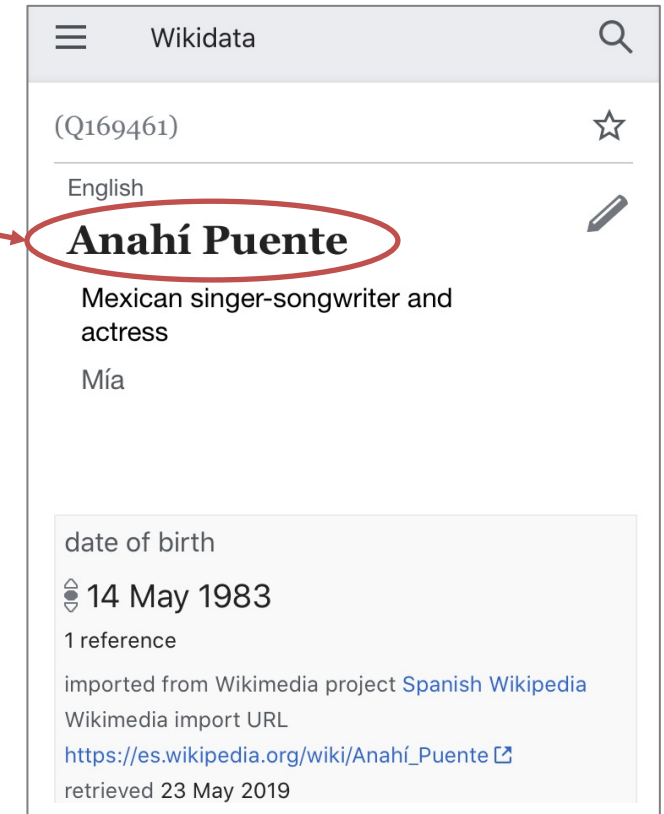 Wikidata
(Q169461)
English
Anahí Puente
Mexican singer-songwriter and
actress
Mía
date of birth
14 May 1983
1 reference
imported from Wikimedia project Spanish Wikipedia
Wikimedia import URL
https://es.wikipedia.org/wiki/Anahí_Puente
retrieved 23 May 2019